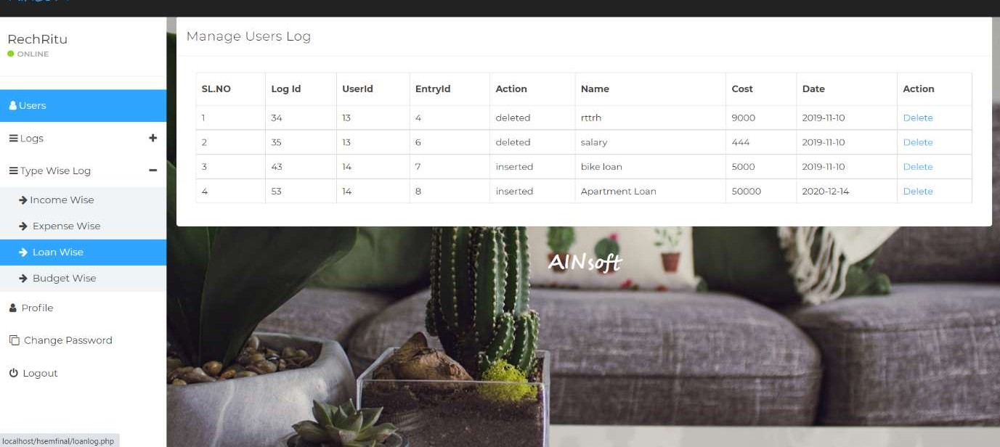 RechRitu
ONLINE
Users
Logs
Type Wise Log
Income Wise
Expense Wise
Loan Wise
Budget Wise
Profile
Change Password
Logout
Manage Users Log
SL.NO Log Id UserId EntryId Action Name Cost Date Action
1 34 13 4 deleted rttrh 9000 2019-11-10 Delete
2 35 13 6 deleted salary 444 2019-11-10 Delete
3 43 14 7 inserted bike loan 5000 2019-11-10 Delete
4 53 14 8 inserted Apartment Loan 50000 2020-12-14 Delete
AINsoft
localhost/hsemfinal/loanlog.php